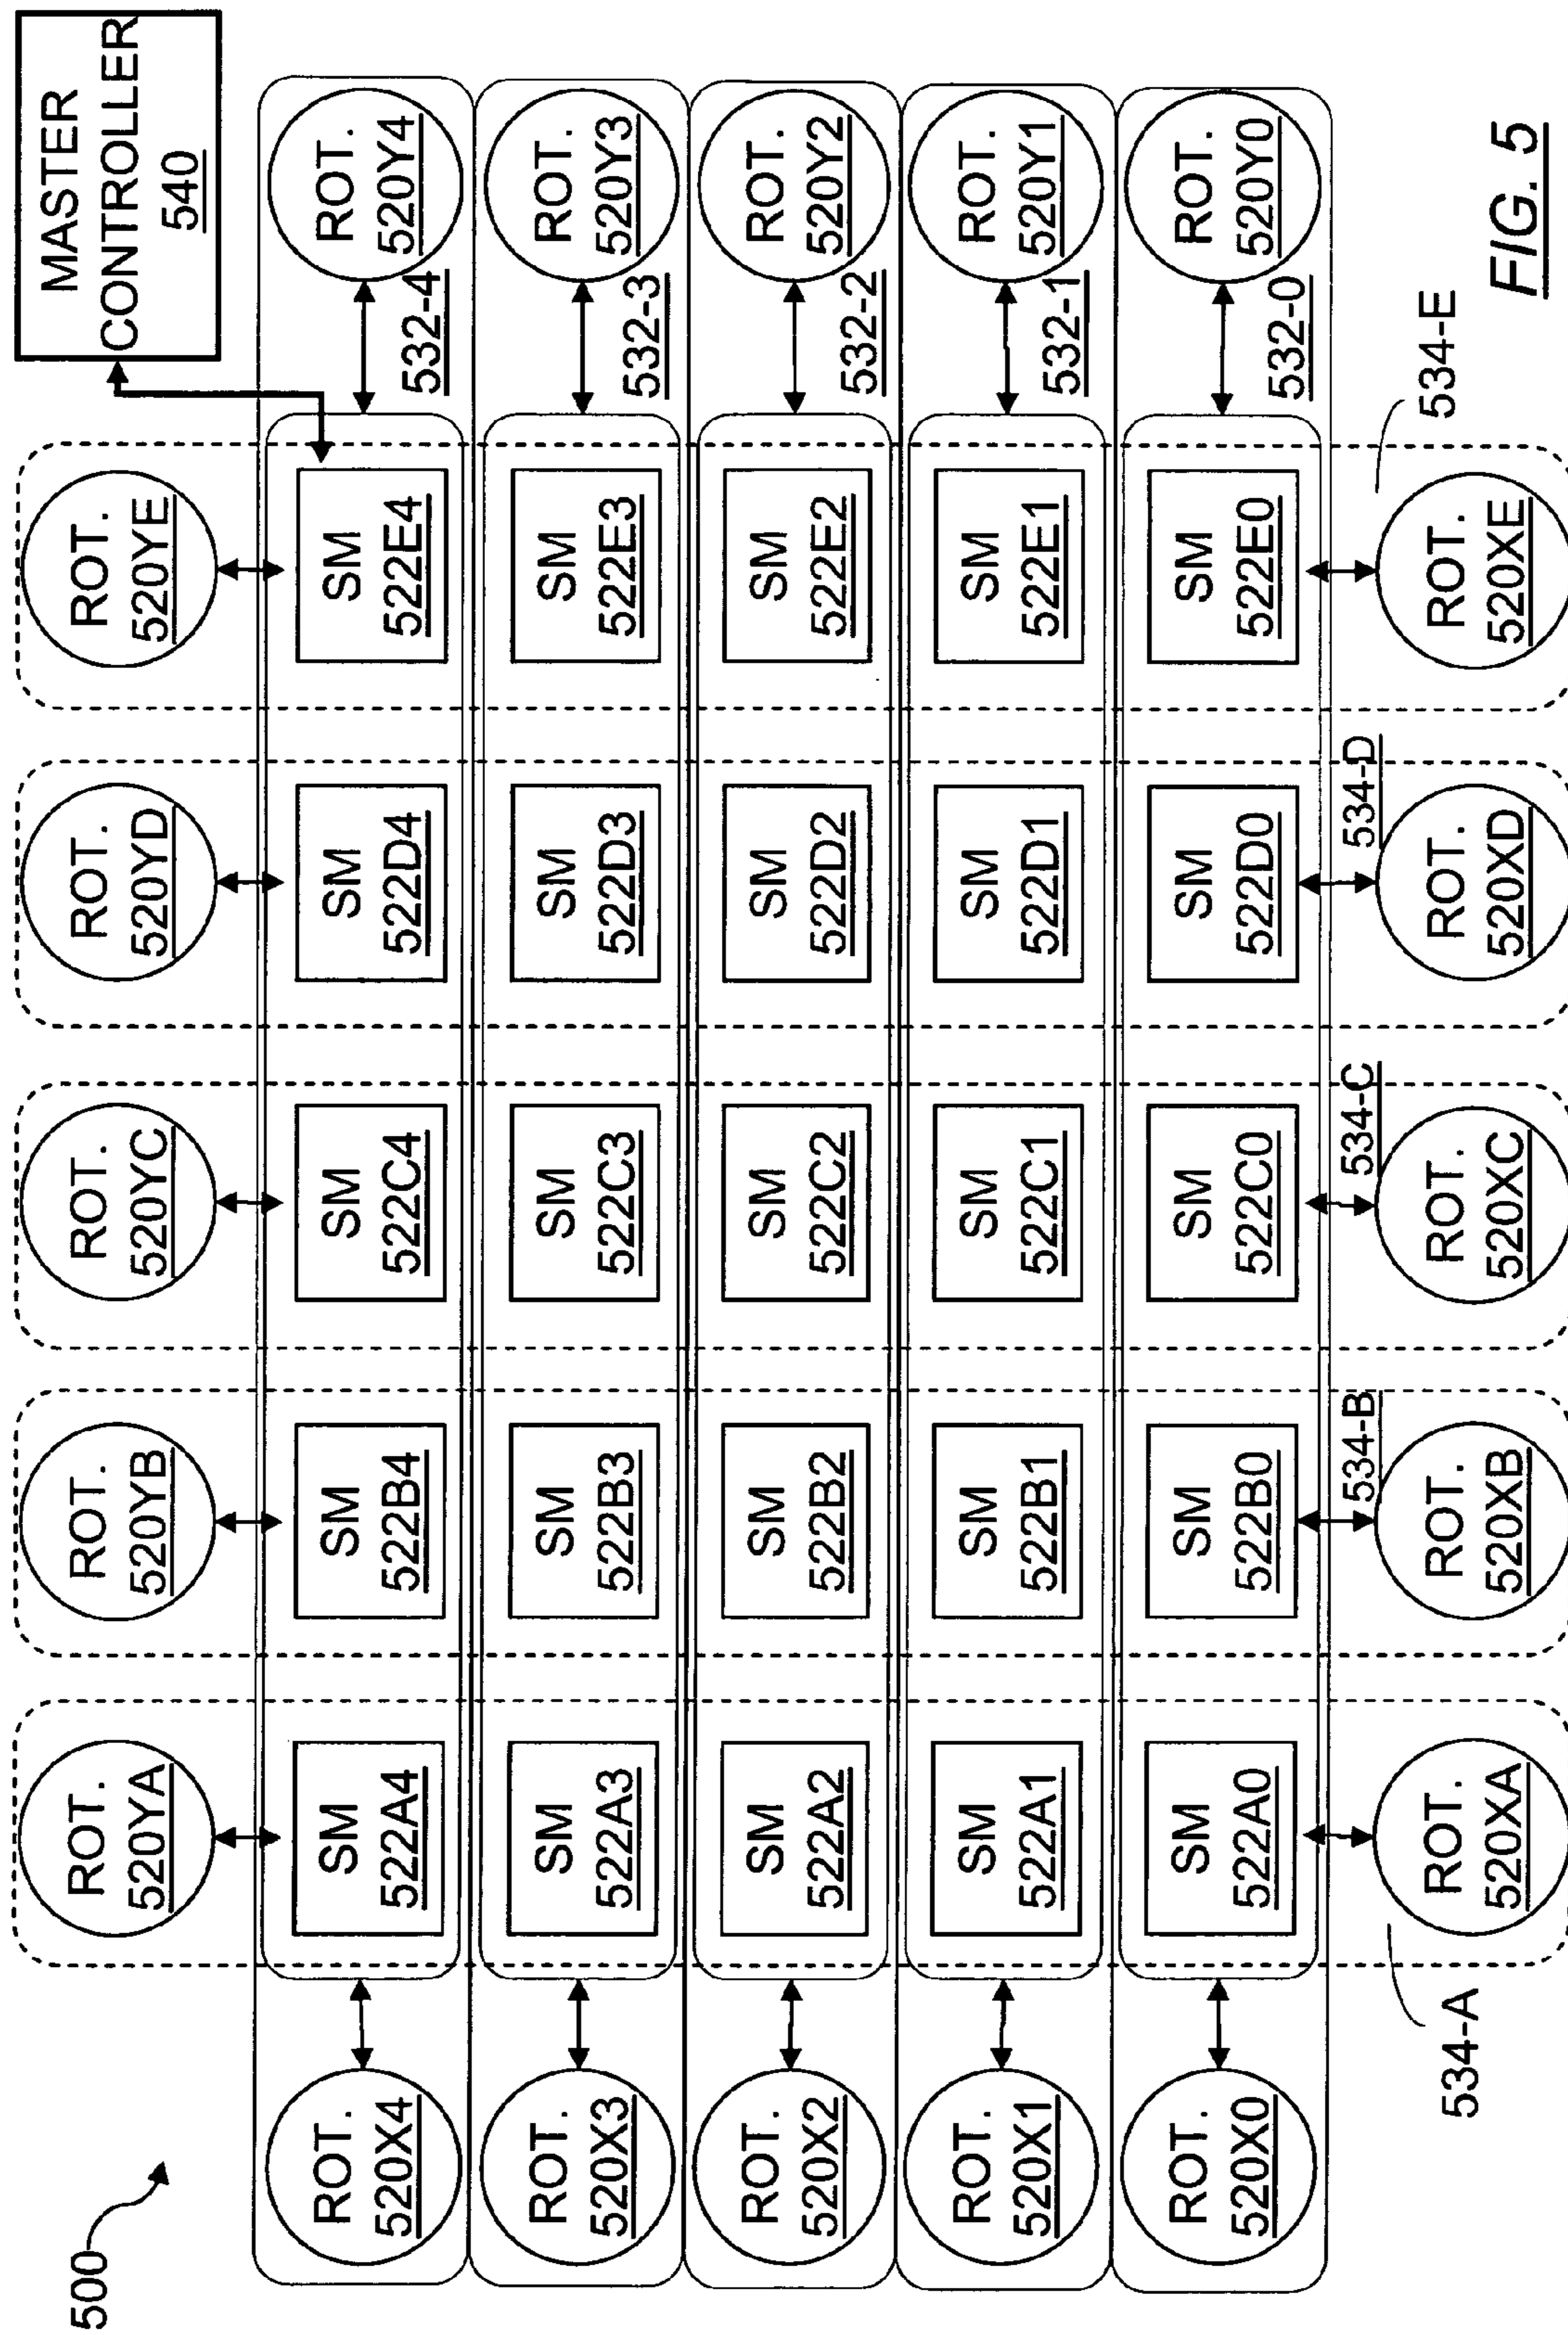 500
ROT.
520YA
ROT.
520YB
ROT.
520YC
ROT.
520YD
ROT.
520YE
MASTER
CONTROLLER
540
ROT.
520X4
SM
522A4
SM
522B4
SM
522C4
SM
522D4
SM
522E4
532-4
ROT.
520Y4
ROT.
520X3
SM
522A3
SM
522B3
SM
522C3
SM
522D3
SM
522E3
532-3
ROT.
520Y3
ROT.
520X2
SM
522A2
SM
522B2
SM
522C2
SM
522D2
SM
522E2
532-2
ROT.
520Y2
ROT.
520X1
SM
522A1
SM
522B1
SM
522C1
SM
522D1
SM
522E1
532-1
ROT.
520Y1
ROT.
520X0
SM
522A0
SM
522B0
SM
522C0
SM
522D0
SM
522E0
532-0
ROT.
520Y0
534-A
534-B
534-C
534-D
534-E
ROT.
520XA
ROT.
520XB
ROT.
520XC
ROT.
520XD
ROT.
520XE
FIG. 5